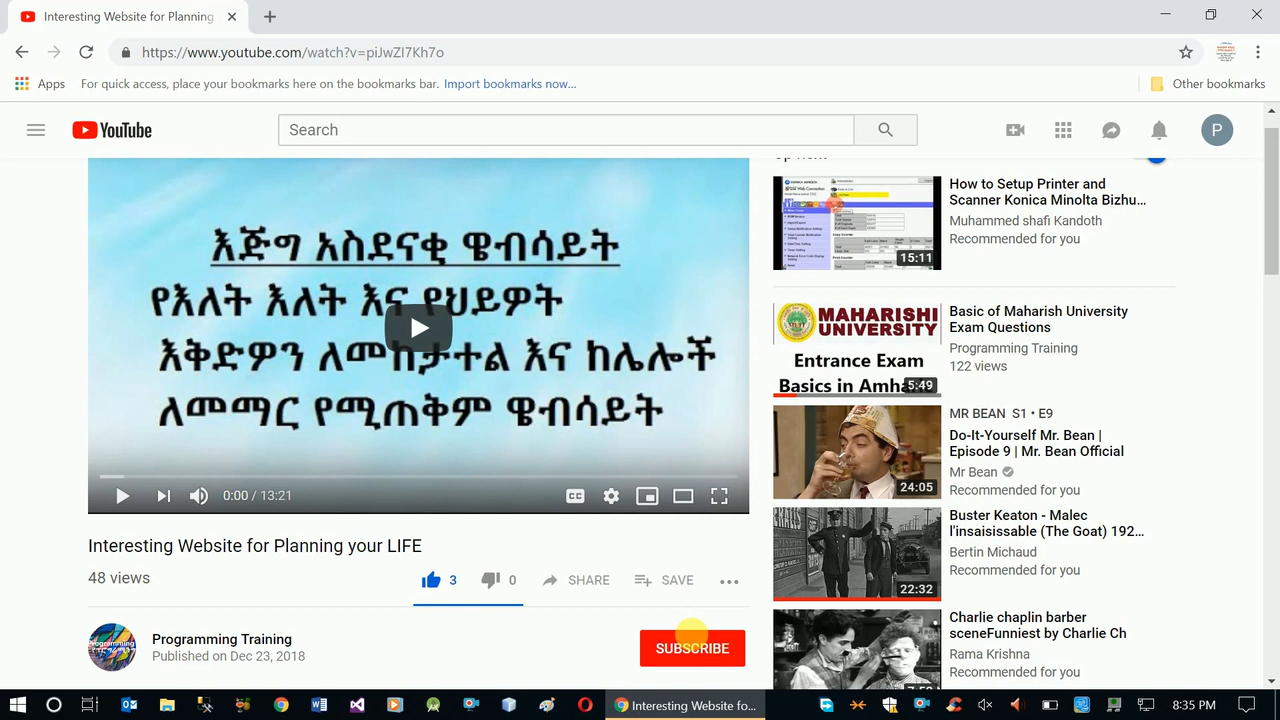 Interesting Website for Planning
https://www.youtube.com/watch?v=piJwZI7Kh7o
Apps
For quick access, place your bookmarks here on the bookmarks bar. Import bookmarks now...
Other bookmarks
YouTube
Search
P
እጅግ አስደናቂ ዌብሳይት
የእለት እለት እና የህይዎት
እቅድዎን ለመከታተል እና ከሌሎች
ለመማር የሚጠቅም ዌብሳይት
0:00 / 13:21
CC
Interesting Website for Planning your LIFE
48 views
3
0
SHARE
SAVE
Programming Training
Published on Dec 23, 2018
SUBSCRIBE
Up next
15:11
How to Setup Printer and
Scanner Konica Minolta Bizhu...
Muhammed shafi Kandoth
Recommended for you
MAHARISHI
UNIVERSITY
Entrance Exam
Basics in Amha
5:49
Basic of Maharish University
Exam Questions
Programming Training
122 views
24:05
MR BEAN S1 • E9
Do-It-Yourself Mr. Bean |
Episode 9 | Mr. Bean Official
Mr Bean
Recommended for you
22:32
Buster Keaton - Malec
l'insaisissable (The Goat) 192...
Bertin Michaud
Recommended for you
Charlie chaplin barber
sceneFunniest by Charlie Ch
Rama Krishna
Recommended for you
Interesting Website fo...
8:35 PM